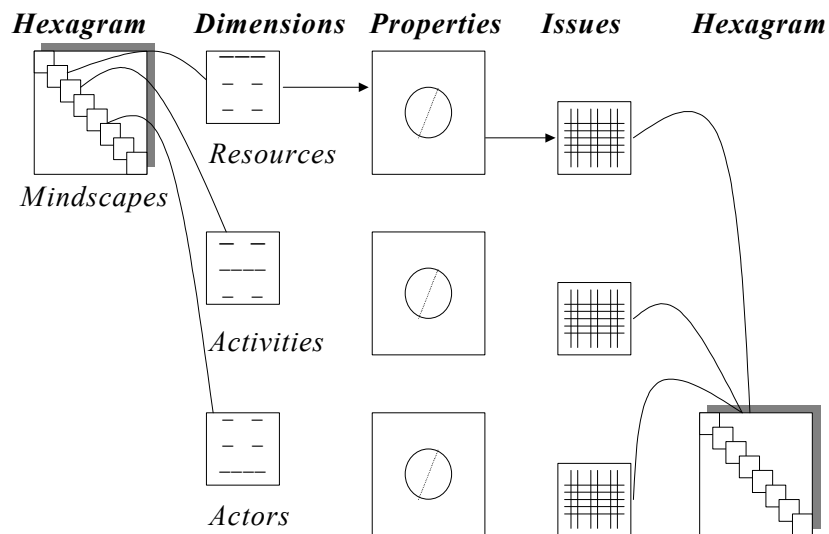 Hexagram Dimensions Properties Issues Hexagram
Resources
Mindscapes
Activities
Actors